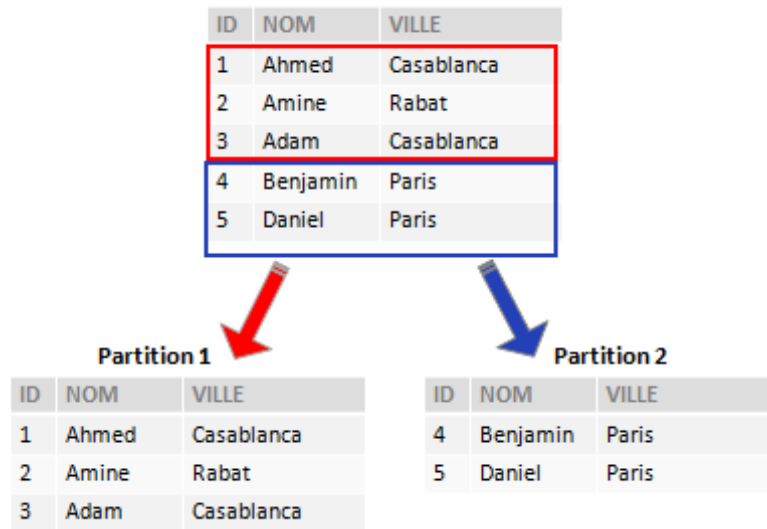 ID NOM VILLE
1 Ahmed Casablanca
2 Amine Rabat
3 Adam Casablanca
4 Benjamin Paris
5 Daniel Paris
Partition 1
ID NOM VILLE
1 Ahmed Casablanca
2 Amine Rabat
3 Adam Casablanca
Partition 2
ID NOM VILLE
4 Benjamin Paris
5 Daniel Paris